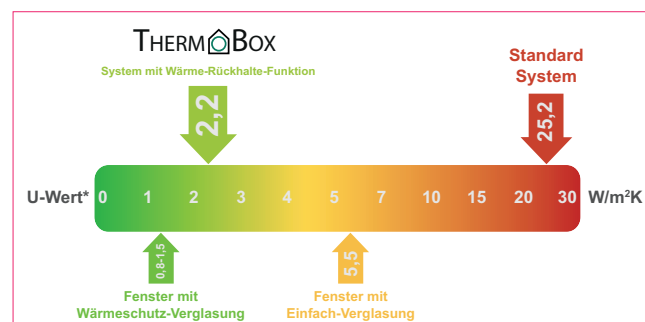 THERMOBOX
System mit Wärme-Rückhalte-Funktion
Standard
System
2,2
25,2
U-Wert* 0 1 2 3 4 5 7 10 15 20 30 W/m²K
0,8-1,5
5,5
Fenster mit
Wärmeschutz-Verglasung
Fenster mit
Einfach-Verglasung